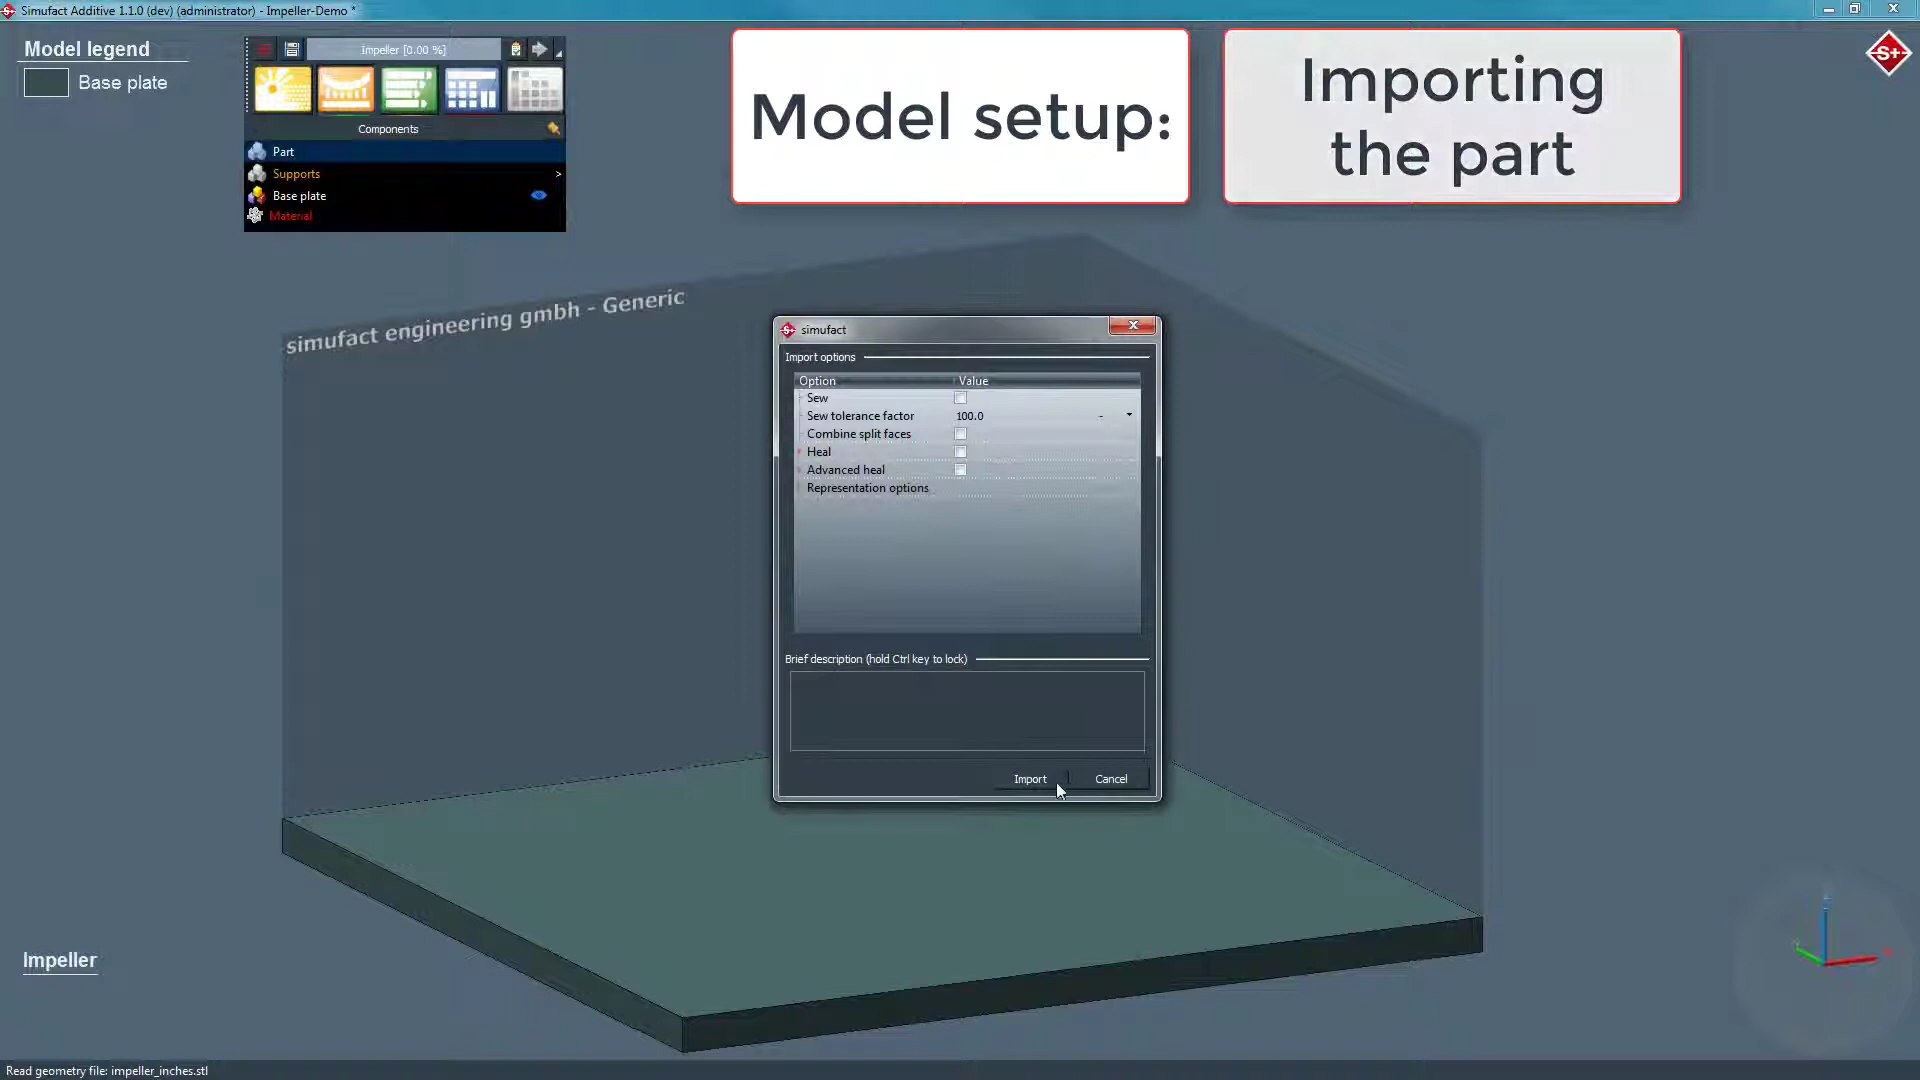 Simufact Additive 1.1.0 (dev) (administrator) - Impeller-Demo *
Model legend
Base plate
Impeller [0.00 %]
Components
Part
Supports >
Base plate
Material
Model setup:
Importing
the part
S+
simufact engineering gmbh - Generic
simufact
Import options
Option Value
Sew
Sew tolerance factor 100.0 -
Combine split faces
Heal
Advanced heal
Representation options
Brief description (hold Ctrl key to lock)
Import Cancel
Impeller
Read geometry file: impeller_inches.stl